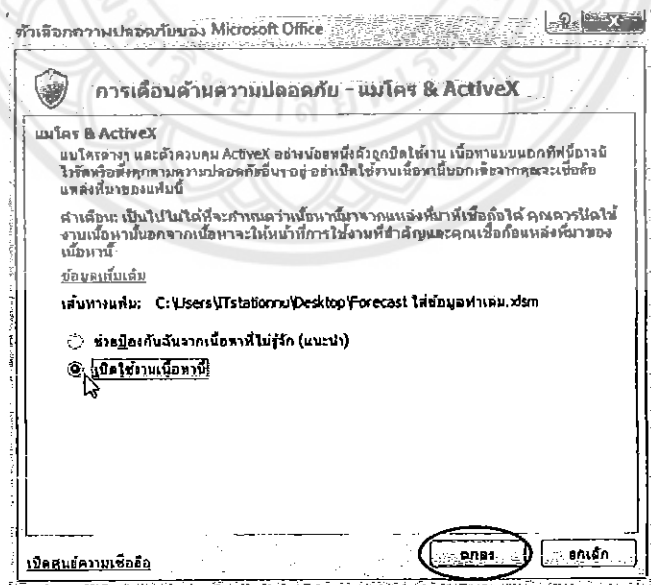 ตัวเลือกความปลอดภัยของ Microsoft Office
การเตือนด้านความปลอดภัย - แมโคร & ActiveX
แมโคร & ActiveX
แมโครต่างๆ และตัวควบคุม ActiveX อย่างน้อยหนึ่งตัวถูกปิดใช้งาน เนื้อหาแบบแอกทีฟนี้อาจมี
ไวรัสหรือสิ่งคุกคามความปลอดภัยอื่นๆ อยู่ อย่าเปิดใช้งานเนื้อหานี้นอกเสียจากคุณจะเชื่อถือ
แหล่งที่มาของแฟ้มนี้
คำเตือน: เป็นไปไม่ได้ที่จะกำหนดว่าเนื้อหานี้มาจากแหล่งที่มาที่เชื่อถือได้ คุณควรปิดใช้
งานเนื้อหานี้นอกจากเนื้อหาจะให้หน้าที่การใช้งานที่สำคัญและคุณเชื่อถือแหล่งที่มาของ
เนื้อหานี้
ข้อมูลเพิ่มเติม
เส้นทางแฟ้ม: C:\Users\ITstationnu\Desktop\Forecast ใส่ข้อมูลทำเล่ม.xlsm
ช่วยป้องกันฉันจากเนื้อหาที่ไม่รู้จัก (แนะนำ)
เปิดใช้งานเนื้อหานี้
เปิดศูนย์ความเชื่อถือ
ตกลง
ยกเลิก